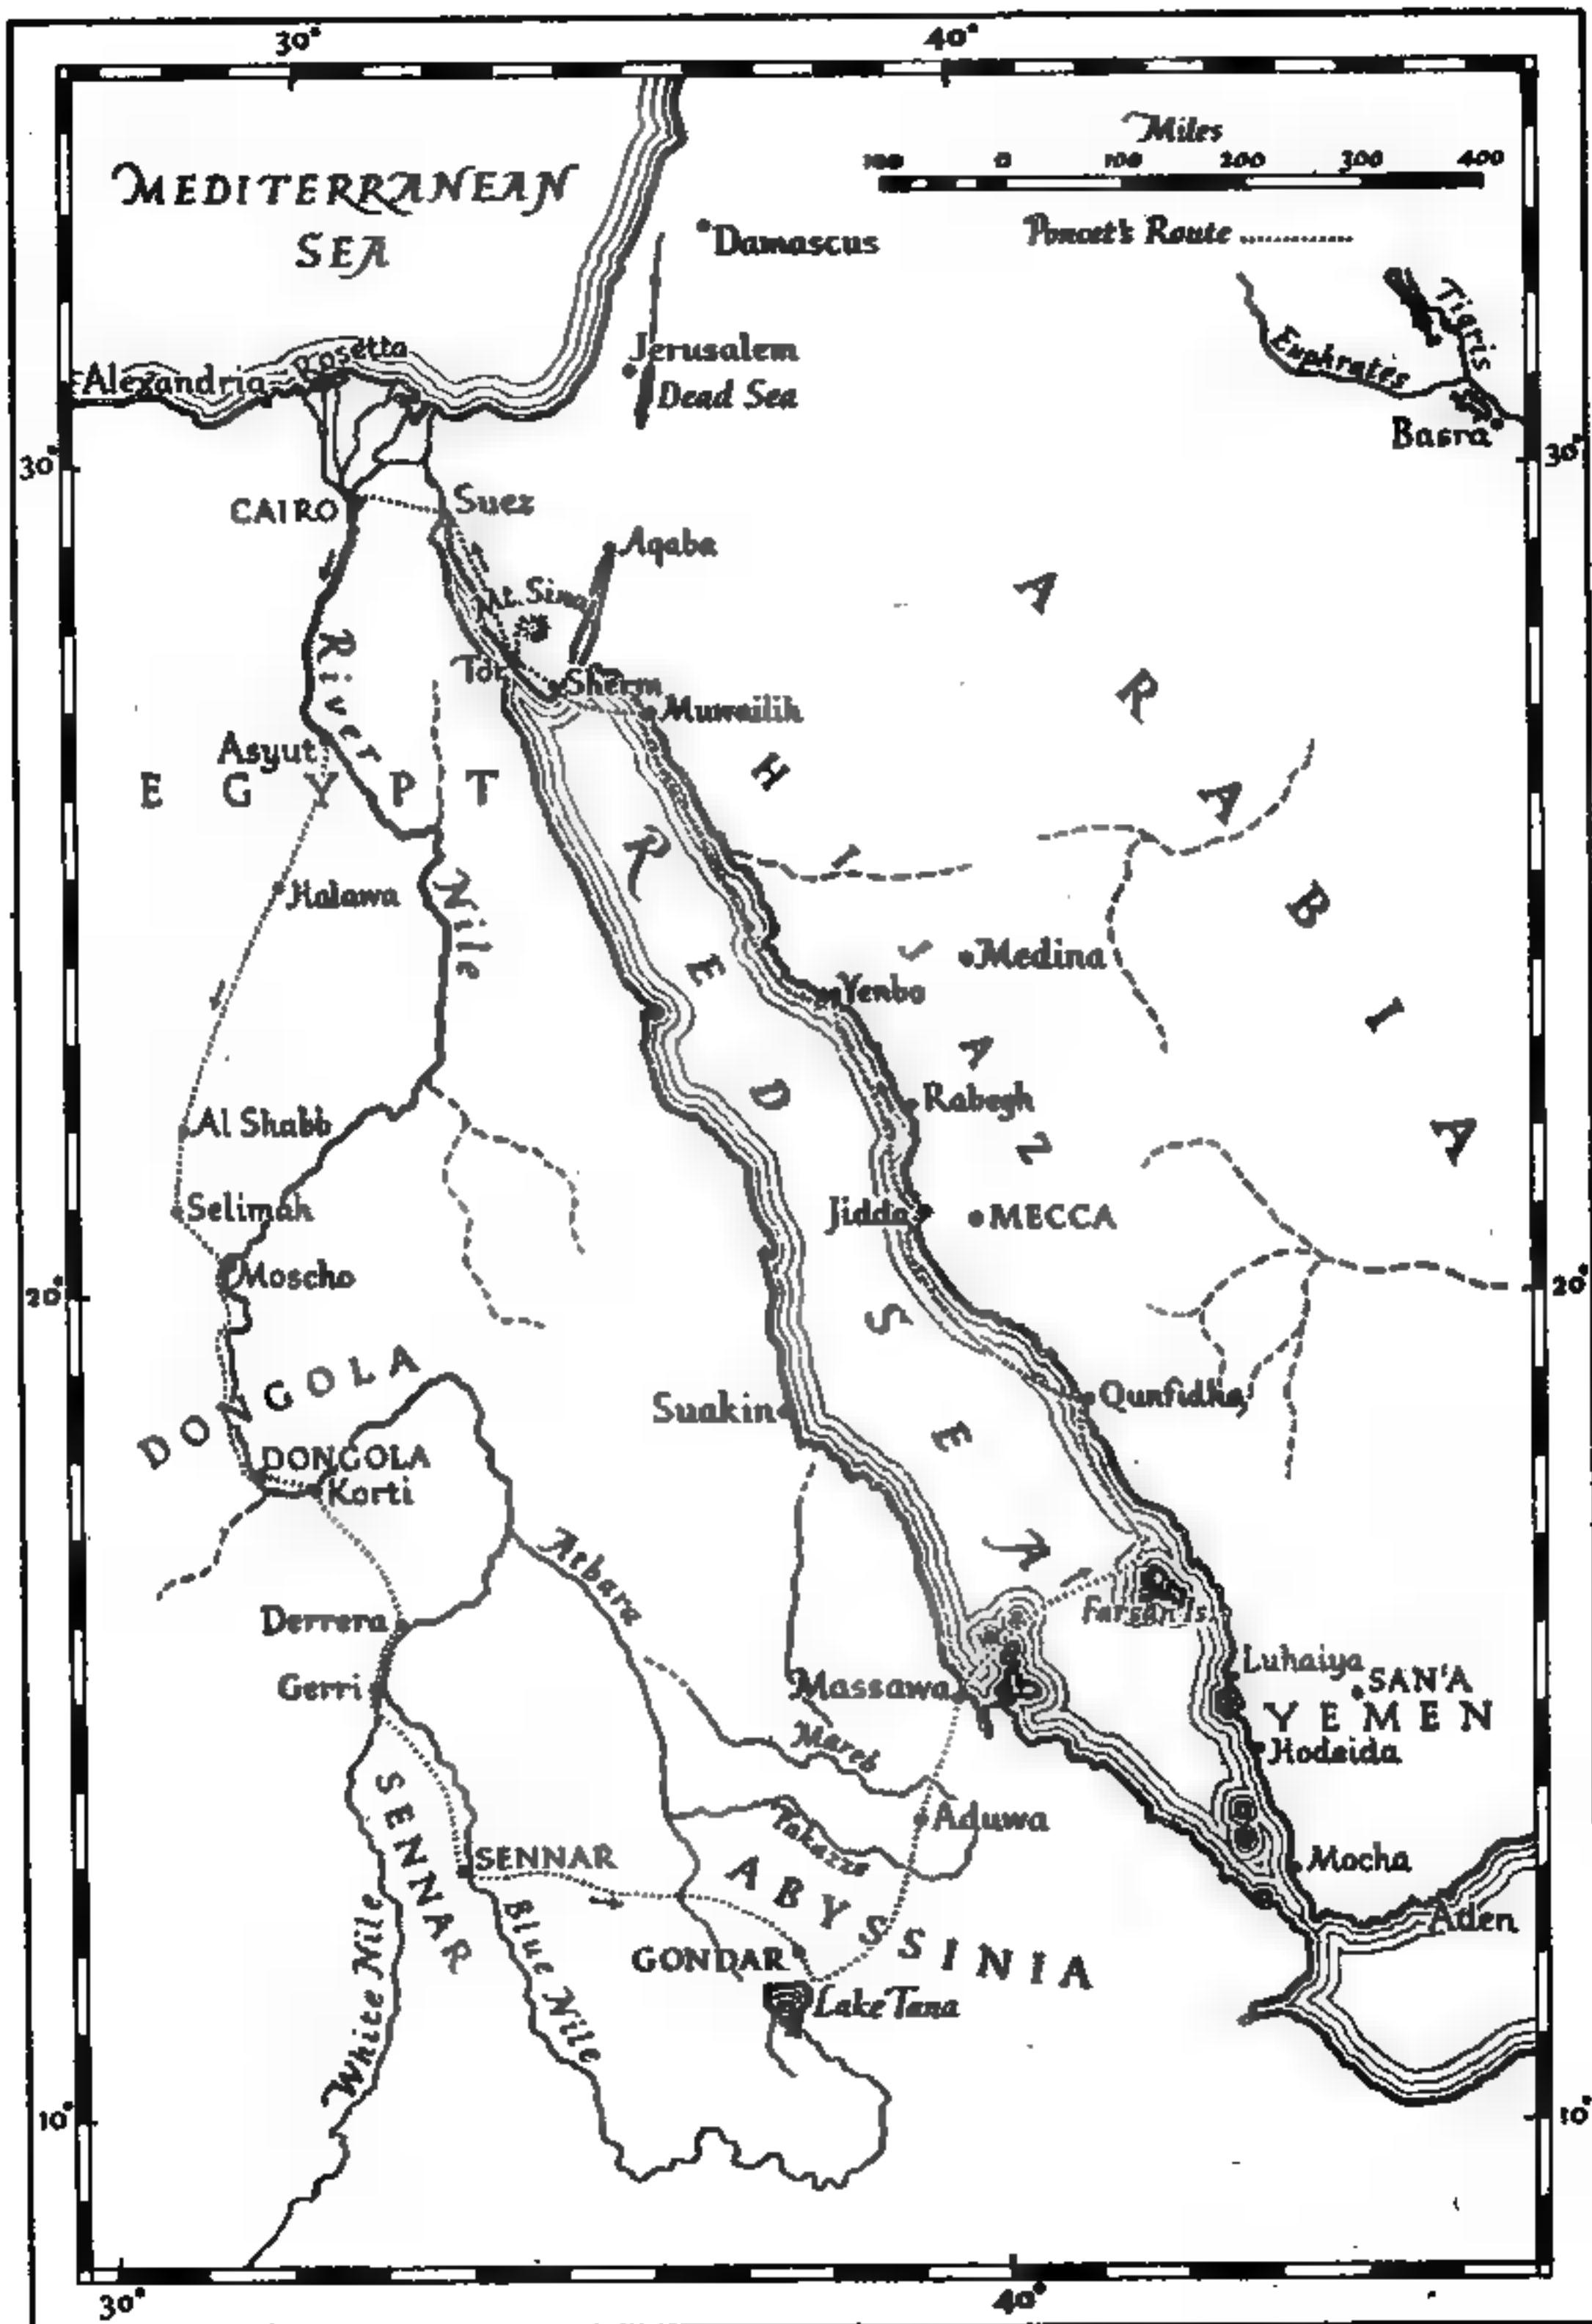 30° 40°
Miles
100 0 100 200 300 400
Poncet's Route
MEDITERRANEAN
SEA
Damascus
Tigris
Euphrates
Basra
Jerusalem
Dead Sea
Alexandria
Rosetta
30° 30°
CAIRO
Suez
Aqaba
Mt. Sinai
Tor
Sherm
Muwailih
River Nile
Asyut
EGYPT
ARABIA
HIJAZ
RED SEA
Halawa
Medina
Yenbo
Rabegh
Al Shabb
Selimah
Jidda
MECCA
Moscho
20° 20°
DONGOLA
Suakin
Qunfidha
DONGOLA
Korti
Atbara
Farsan Is.
Derrera
Gerri
Massawa
Luhaiya
SAN'A
YEMEN
Hodeida
Mareb
Aduwa
Takazze
SENNAR
SENNAR
ABYSSINIA
Mocha
Aden
GONDAR
Lake Tana
White Nile
Blue Nile
10° 10°
30° 40°